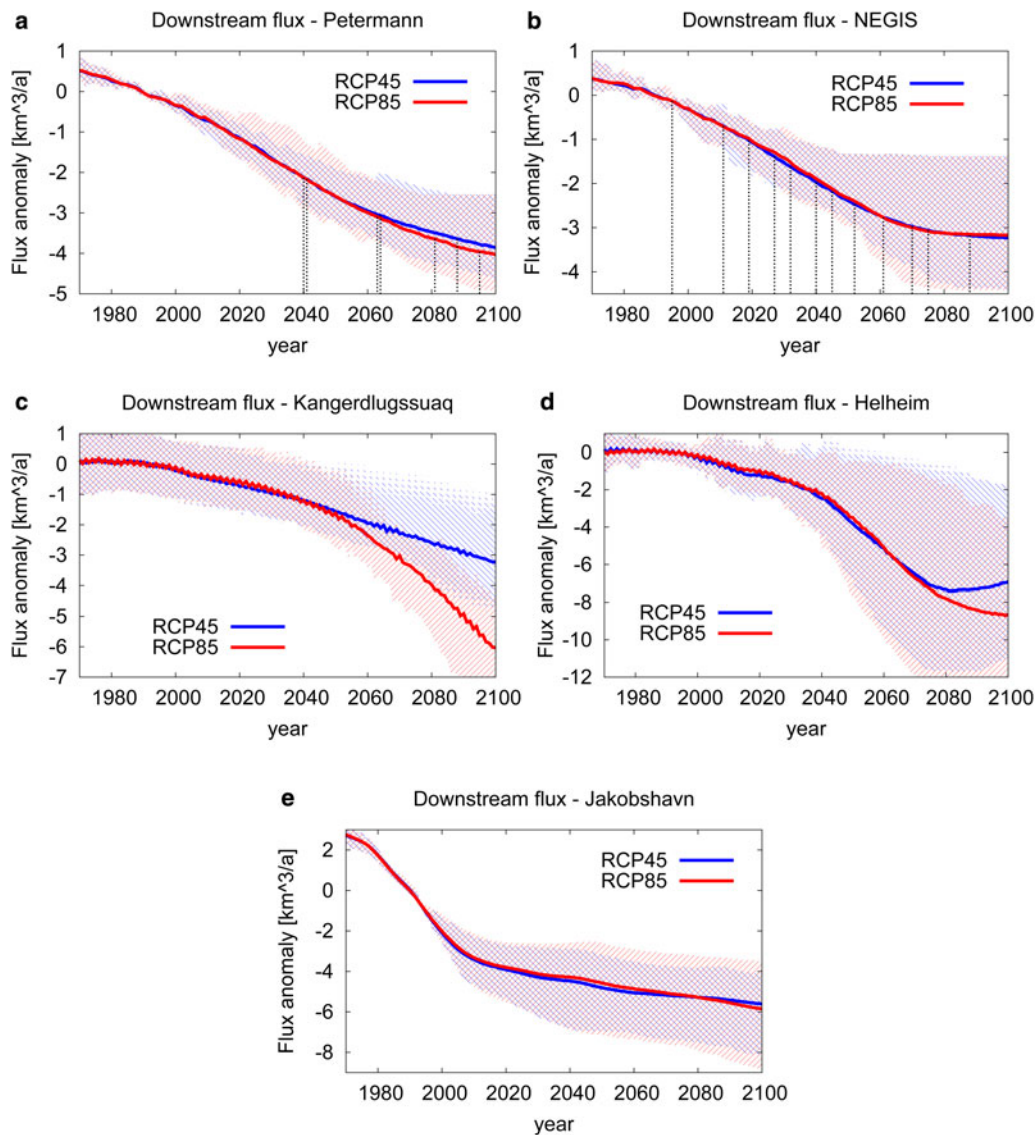 a Downstream flux - Petermann
Flux anomaly [km^3/a]
1
0
-1
-2
-3
-4
-5
RCP45
RCP85
1980 2000 2020 2040 2060 2080 2100
year
b Downstream flux - NEGIS
Flux anomaly [km^3/a]
1
0
-1
-2
-3
-4
RCP45
RCP85
1980 2000 2020 2040 2060 2080 2100
year
c Downstream flux - Kangerdlugssuaq
Flux anomaly [km^3/a]
1
0
-1
-2
-3
-4
-5
-6
-7
RCP45
RCP85
1980 2000 2020 2040 2060 2080 2100
year
d Downstream flux - Helheim
Flux anomaly [km^3/a]
0
-2
-4
-6
-8
-10
-12
RCP45
RCP85
1980 2000 2020 2040 2060 2080 2100
year
e Downstream flux - Jakobshavn
Flux anomaly [km^3/a]
2
0
-2
-4
-6
-8
RCP45
RCP85
1980 2000 2020 2040 2060 2080 2100
year